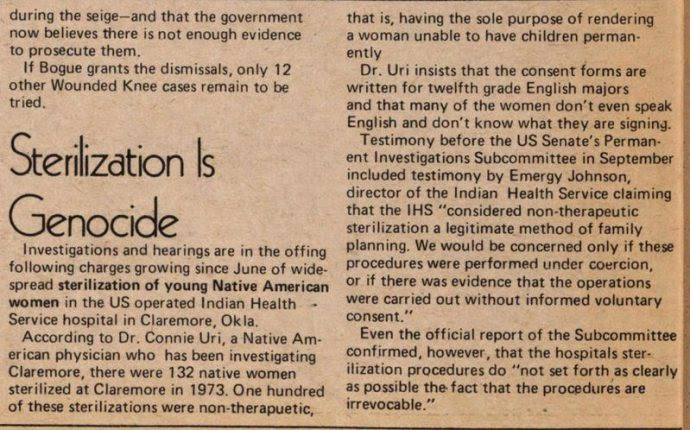 during the seige—and that the government
now believes there is not enough evidence
to prosecute them.
If Bogue grants the dismissals, only 12
other Wounded Knee cases remain to be
tried.
Sterilization Is
Genocide
Investigations and hearings are in the offing
following charges growing since June of wide-
spread sterilization of young Native American
women in the US operated Indian Health
Service hospital in Claremore, Okla.
According to Dr. Connie Uri, a Native Am-
erican physician who has been investigating
Claremore, there were 132 native women
sterilized at Claremore in 1973. One hundred
of these sterilizations were non-therapuetic,
that is, having the sole purpose of rendering
a woman unable to have children perman-
ently
Dr. Uri insists that the consent forms are
written for twelfth grade English majors
and that many of the women don't even speak
English and don't know what they are signing.
Testimony before the US Senate's Perman-
ent Investigations Subcommittee in September
included testimony by Emergy Johnson,
director of the Indian Health Service claiming
that the IHS "considered non-therapeutic
sterilization a legitimate method of family
planning. We would be concerned only if these
procedures were performed under coercion,
or if there was evidence that the operations
were carried out without informed voluntary
consent."
Even the official report of the Subcommittee
confirmed, however, that the hospitals ster-
ilization procedures do "not set forth as clearly
as possible the fact that the procedures are
irrevocable."